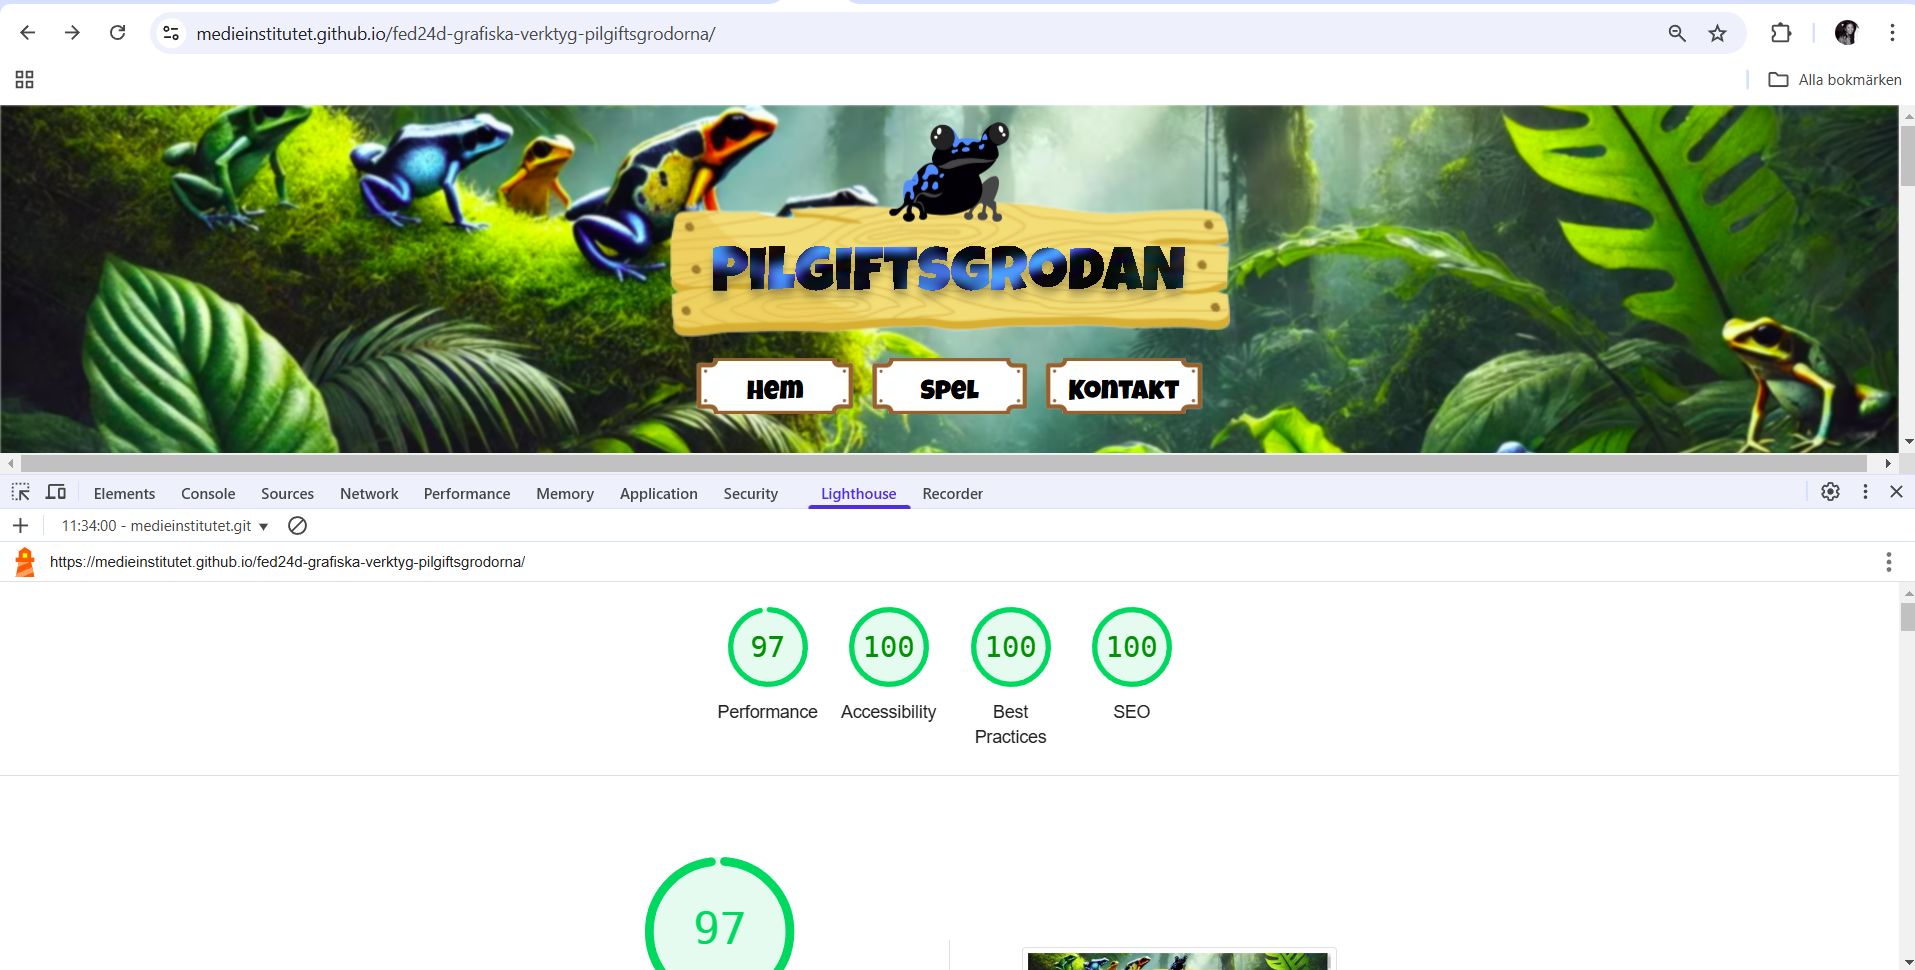 medieinstitutet.github.io/fed24d-grafiska-verktyg-pilgiftsgrodorna/
Alla bokmärken
PILGIFTSGRODAN
Hem Spel Kontakt
Elements Console Sources Network Performance Memory Application Security Lighthouse Recorder
11:34:00 - medieinstitutet.git
https://medieinstitutet.github.io/fed24d-grafiska-verktyg-pilgiftsgrodorna/
97 100 100 100
Performance Accessibility Best Practices SEO
97